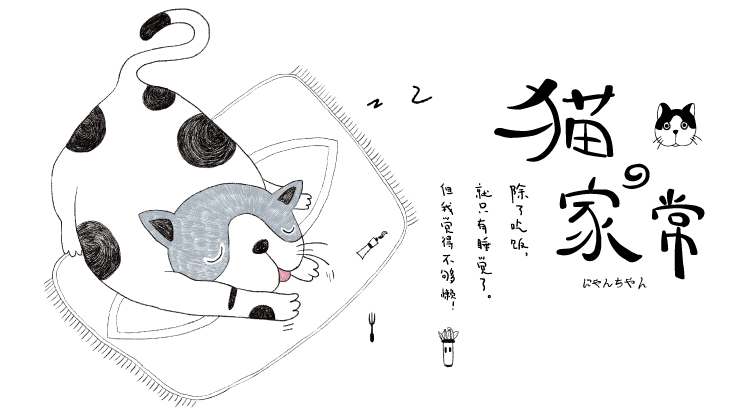 猫の家常
にゃんちゃん
除了吃饭，
就只有睡觉了。
但我觉得不够懒！
z Z